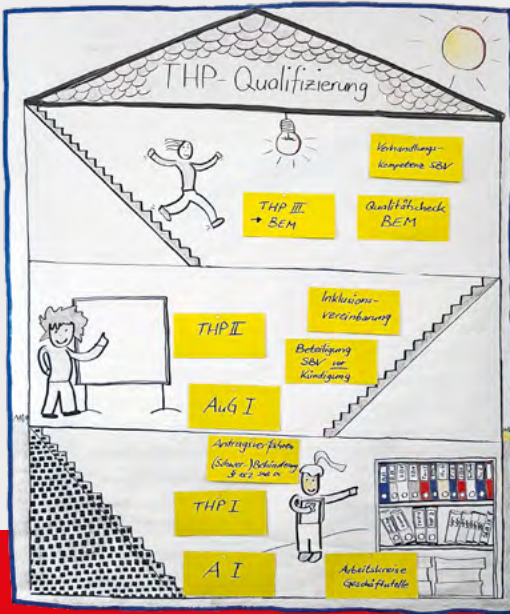 THP-Qualifizierung
Verhandlungs-
kompetenz SBV
THP III
→ BEM
Qualitätscheck
BEM
Inklusions-
vereinbarung
THP II
Beteiligung
SBV vor
Kündigung
AuG I
Antragsverfahren
(Schwer-)Behinderung
THP I
A I
Arbeitskreise
Geschäftsstelle